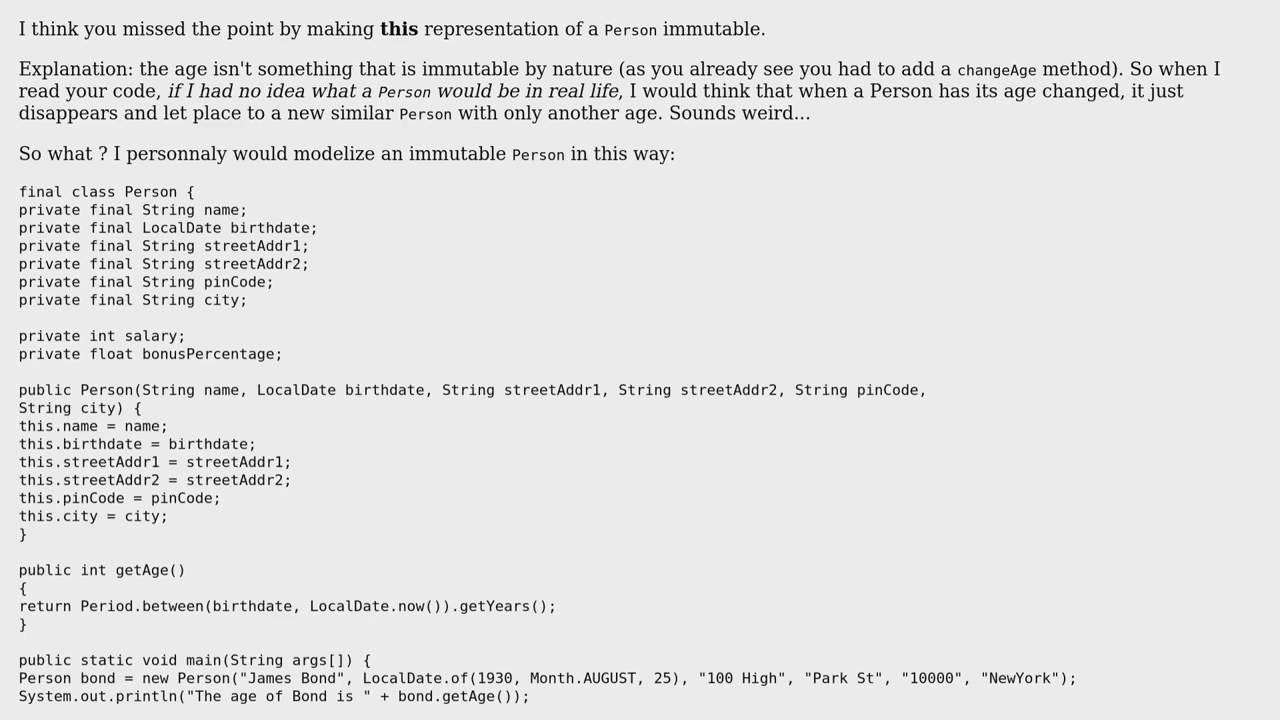 I think you missed the point by making this representation of a Person immutable.
Explanation: the age isn't something that is immutable by nature (as you already see you had to add a changeAge method). So when I
read your code, if I had no idea what a Person would be in real life, I would think that when a Person has its age changed, it just
disappears and let place to a new similar Person with only another age. Sounds weird...
So what ? I personnaly would modelize an immutable Person in this way:
final class Person {
private final String name;
private final LocalDate birthdate;
private final String streetAddr1;
private final String streetAddr2;
private final String pinCode;
private final String city;
private int salary;
private float bonusPercentage;
public Person(String name, LocalDate birthdate, String streetAddr1, String streetAddr2, String pinCode,
String city) {
this.name = name;
this.birthdate = birthdate;
this.streetAddr1 = streetAddr1;
this.streetAddr2 = streetAddr2;
this.pinCode = pinCode;
this.city = city;
}
public int getAge()
{
return Period.between(birthdate, LocalDate.now()).getYears();
}
public static void main(String args[]) {
Person bond = new Person("James Bond", LocalDate.of(1930, Month.AUGUST, 25), "100 High", "Park St", "10000", "NewYork");
System.out.println("The age of Bond is " + bond.getAge());